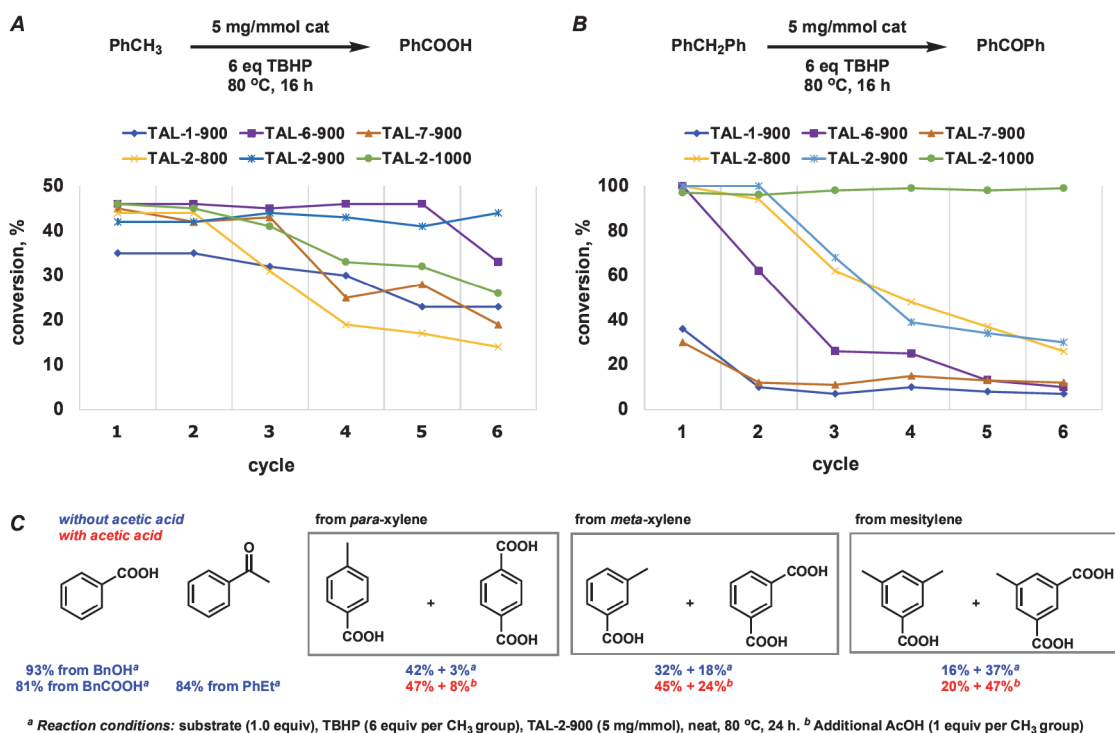 A
5 mg/mmol cat
PhCH3 PhCOOH
6 eq TBHP
80 °C, 16 h
TAL-1-900 TAL-6-900 TAL-7-900
TAL-2-800 TAL-2-900 TAL-2-1000
conversion, %
50
40
30
20
10
0
1 2 3 4 5 6
cycle
B
5 mg/mmol cat
PhCH2Ph PhCOPh
6 eq TBHP
80 °C, 16 h
TAL-1-900 TAL-6-900 TAL-7-900
TAL-2-800 TAL-2-900 TAL-2-1000
conversion, %
100
80
60
40
20
0
1 2 3 4 5 6
cycle
C
without acetic acid
with acetic acid
COOH
93% from BnOHa
81% from BnCOOHa
O
84% from PhEta
from para-xylene
COOH
+
COOH
COOH
42% + 3%a
47% + 8%b
from meta-xylene
COOH
+
COOH
COOH
32% + 18%a
45% + 24%b
from mesitylene
COOH
+
COOH
COOH
16% + 37%a
20% + 47%b
a Reaction conditions: substrate (1.0 equiv), TBHP (6 equiv per CH3 group), TAL-2-900 (5 mg/mmol), neat, 80 °C, 24 h. b Additional AcOH (1 equiv per CH3 group)